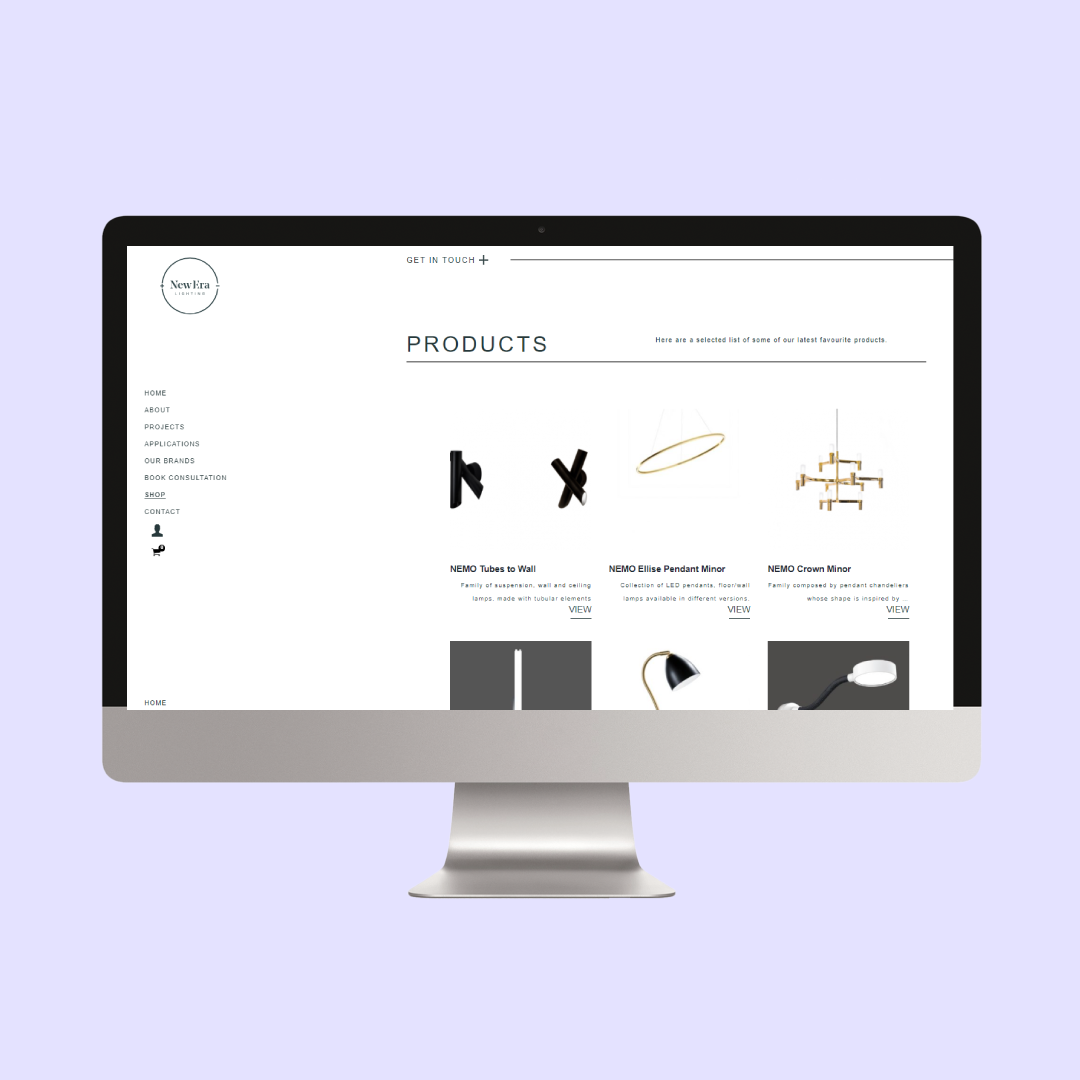 New Era
LIGHTING
GET IN TOUCH +
PRODUCTS
Here are a selected list of some of our latest favourite products.
HOME
ABOUT
PROJECTS
APPLICATIONS
OUR BRANDS
BOOK CONSULTATION
SHOP
CONTACT
HOME
NEMO Tubes to Wall
Family of suspension, wall and ceiling
lamps, made with tubular elements
VIEW
NEMO Ellise Pendant Minor
Collection of LED pendants, floor/wall
lamps available in different versions.
VIEW
NEMO Crown Minor
Family composed by pendant chandeliers
whose shape is inspired by ...
VIEW